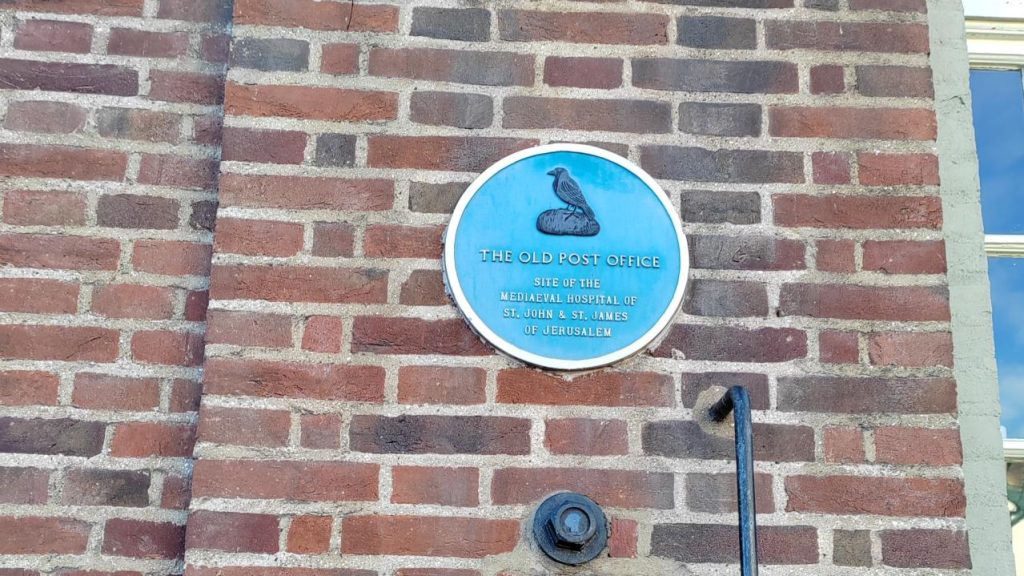 THE OLD POST OFFICE
SITE OF THE
MEDIAEVAL HOSPITAL OF
ST. JOHN & ST. JAMES
OF JERUSALEM